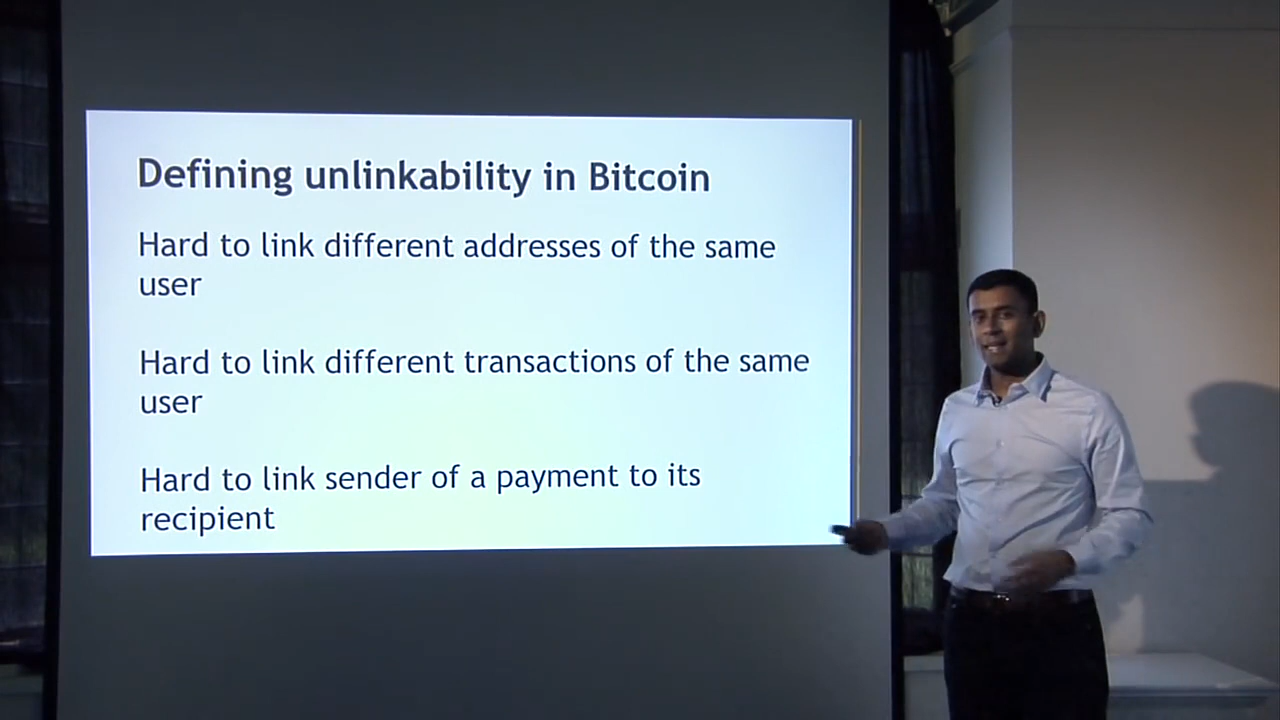 Defining unlinkability in Bitcoin
Hard to link different addresses of the same
user
Hard to link different transactions of the same
user
Hard to link sender of a payment to its
recipient